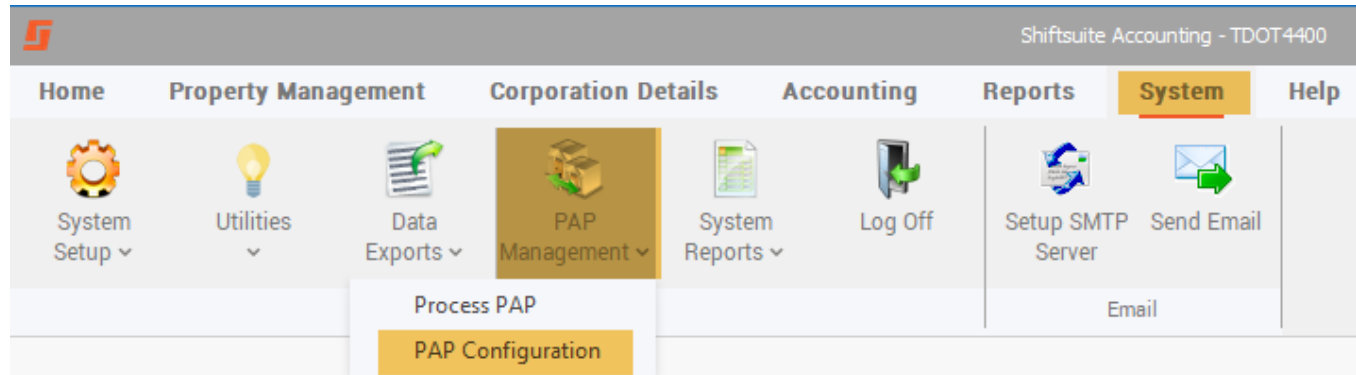 Shiftsuite Accounting - TDOT4400
Home Property Management Corporation Details Accounting Reports System Help
System Setup
Utilities
Data Exports
PAP Management
System Reports
Log Off
Setup SMTP Server
Send Email
Email
Process PAP
PAP Configuration